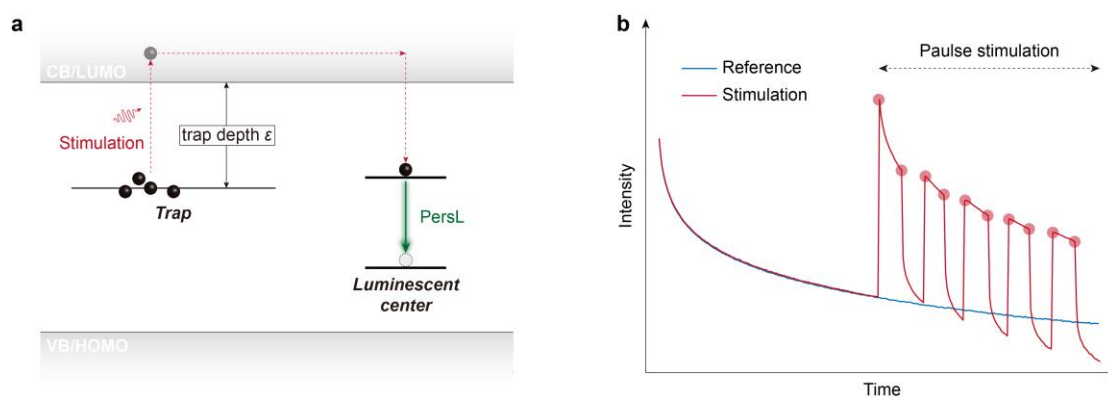 a
CB/LUMO
Stimulation
trap depth ε
Trap
PersL
Luminescent
center
VB/HOMO
b
Paulse stimulation
Reference
Stimulation
Intensity
Time